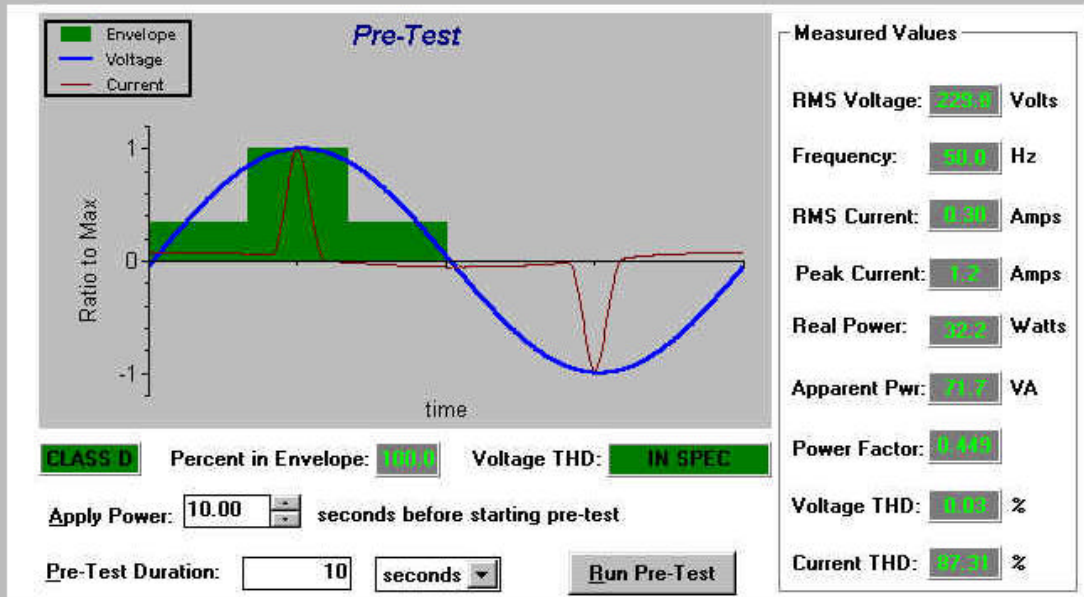 Envelope
Voltage
Current
Pre-Test
1
0
-1
Ratio to Max
time
CLASS D
Percent in Envelope: 100.0
Voltage THD: IN SPEC
Apply Power: 10.00 seconds before starting pre-test
Pre-Test Duration: 10 seconds
Run Pre-Test
Measured Values
RMS Voltage: 229.8 Volts
Frequency: 50.0 Hz
RMS Current: 0.30 Amps
Peak Current: 1.2 Amps
Real Power: 32.2 Watts
Apparent Pwr: 71.7 VA
Power Factor: 0.449
Voltage THD: 0.03 %
Current THD: 87.31 %